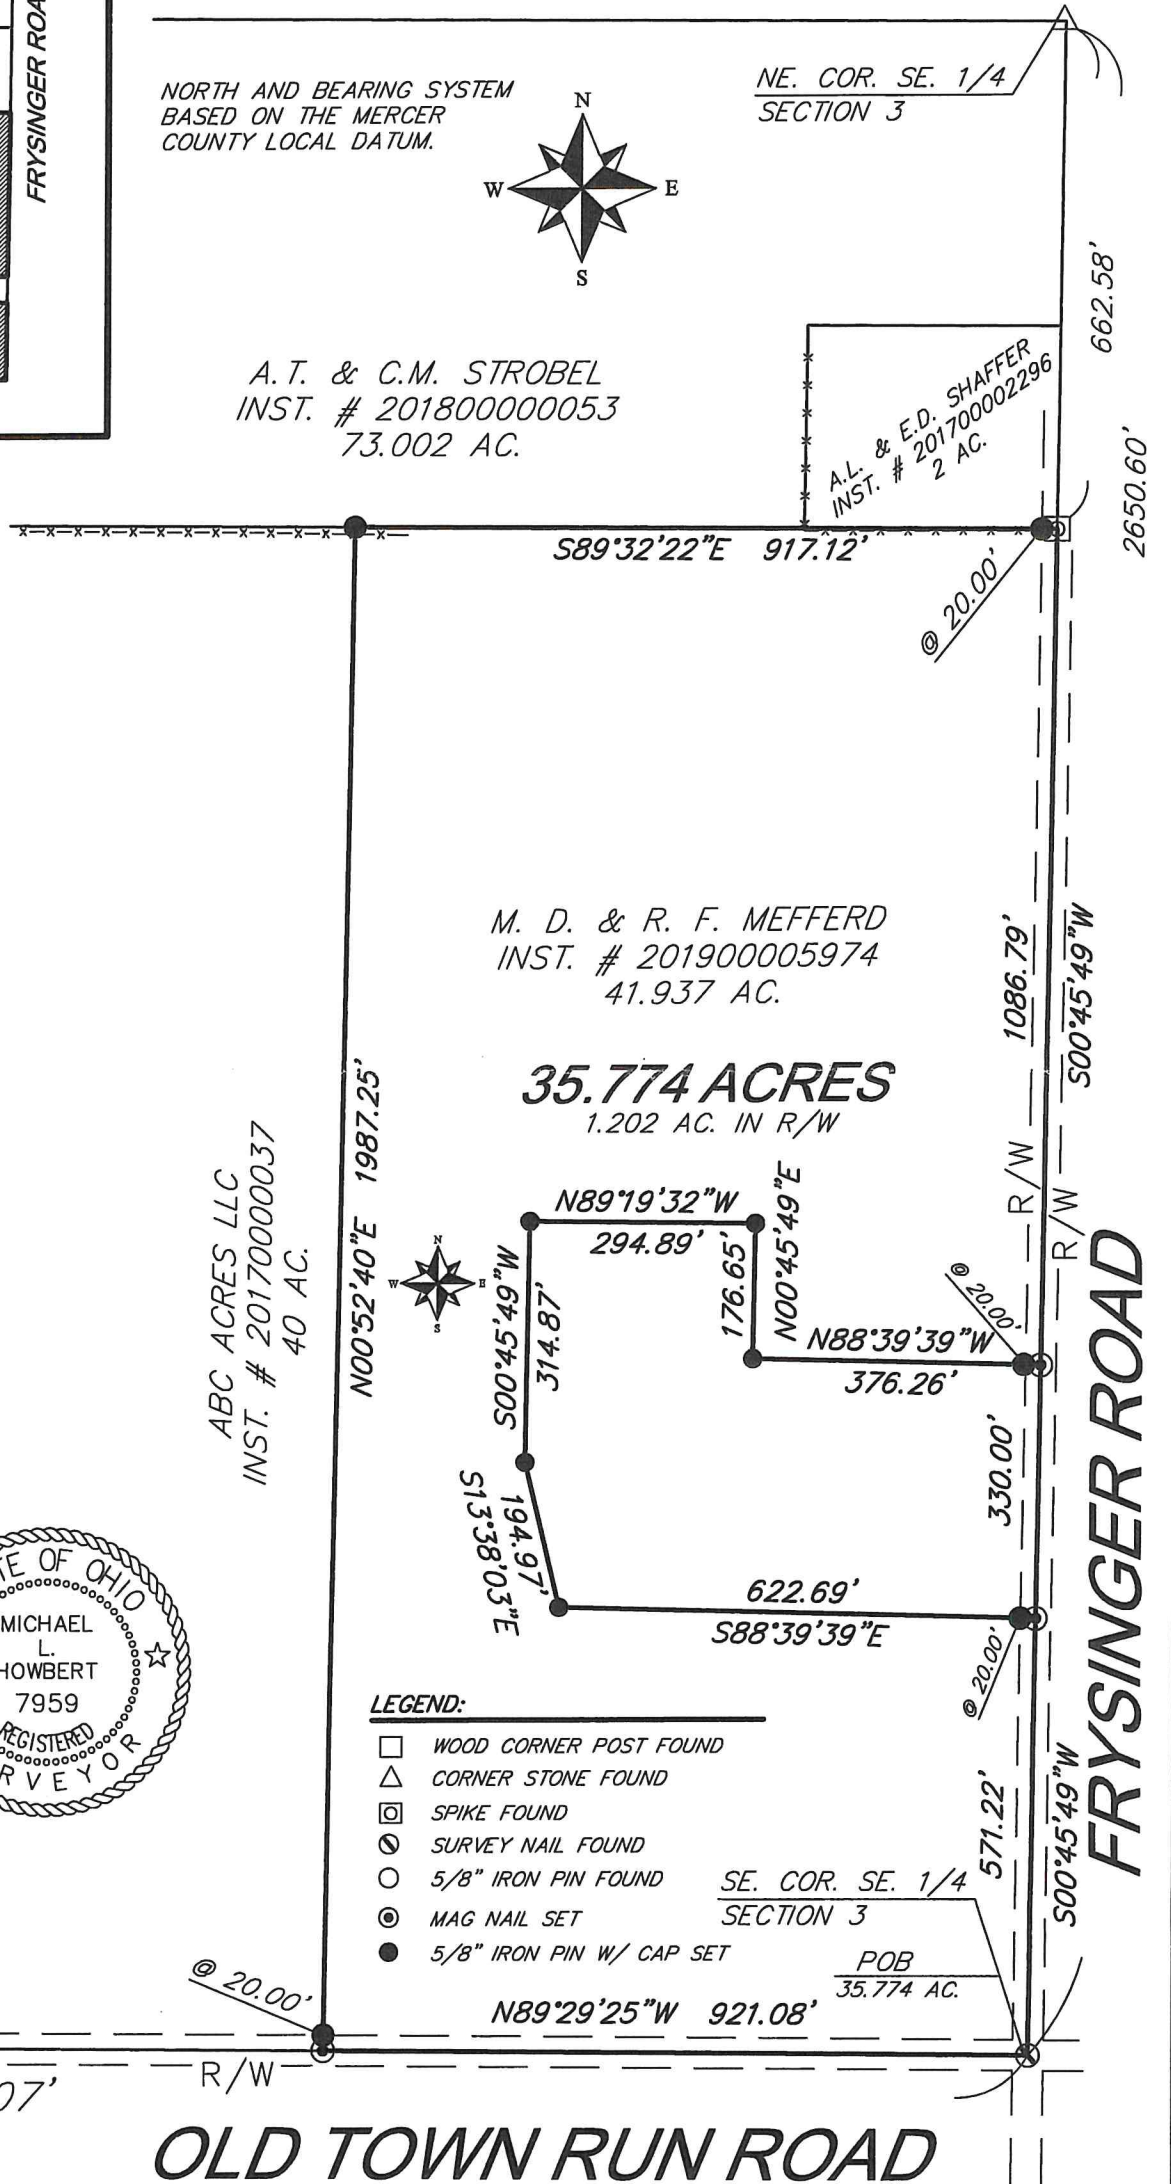 FRYSINGER ROA
NORTH AND BEARING SYSTEM
BASED ON THE MERCER
COUNTY LOCAL DATUM.
N
W
E
S
NE. COR. SE. 1/4
SECTION 3
662.58'
2650.60'
A.T. & C.M. STROBEL
INST. # 201800000053
73.002 AC.
A.L. & E.D. SHAFFER
INST. # 201700002296
2 AC.
S89°32'22"E 917.12'
@ 20.00'
M. D. & R. F. MEFFERD
INST. # 201900005974
41.937 AC.
35.774 ACRES
1.202 AC. IN R/W
1086.79'
S00°45'49"W
R/W
R/W
ABC ACRES LLC
INST. # 201700000037
40 AC.
N00°52'40"E 1987.25'
N
W
E
S
N89°19'32"W
294.89'
176.65'
N00°45'49"E
S00°45'49"W
314.87'
N88°39'39"W
376.26'
@ 20.00'
330.00'
194.97'
S13°38'03"E
622.69'
S88°39'39"E
@ 20.00'
FRYSINGER ROAD
TE OF OHIO
MICHAEL
L.
HOWBERT
7959
REGISTERED
RVEYOR
LEGEND:
WOOD CORNER POST FOUND
CORNER STONE FOUND
SPIKE FOUND
SURVEY NAIL FOUND
5/8" IRON PIN FOUND
MAG NAIL SET
5/8" IRON PIN W/ CAP SET
571.22'
S00°45'49"W
SE. COR. SE. 1/4
SECTION 3
POB
35.774 AC.
@ 20.00'
N89°29'25"W 921.08'
R/W
07'
OLD TOWN RUN ROAD